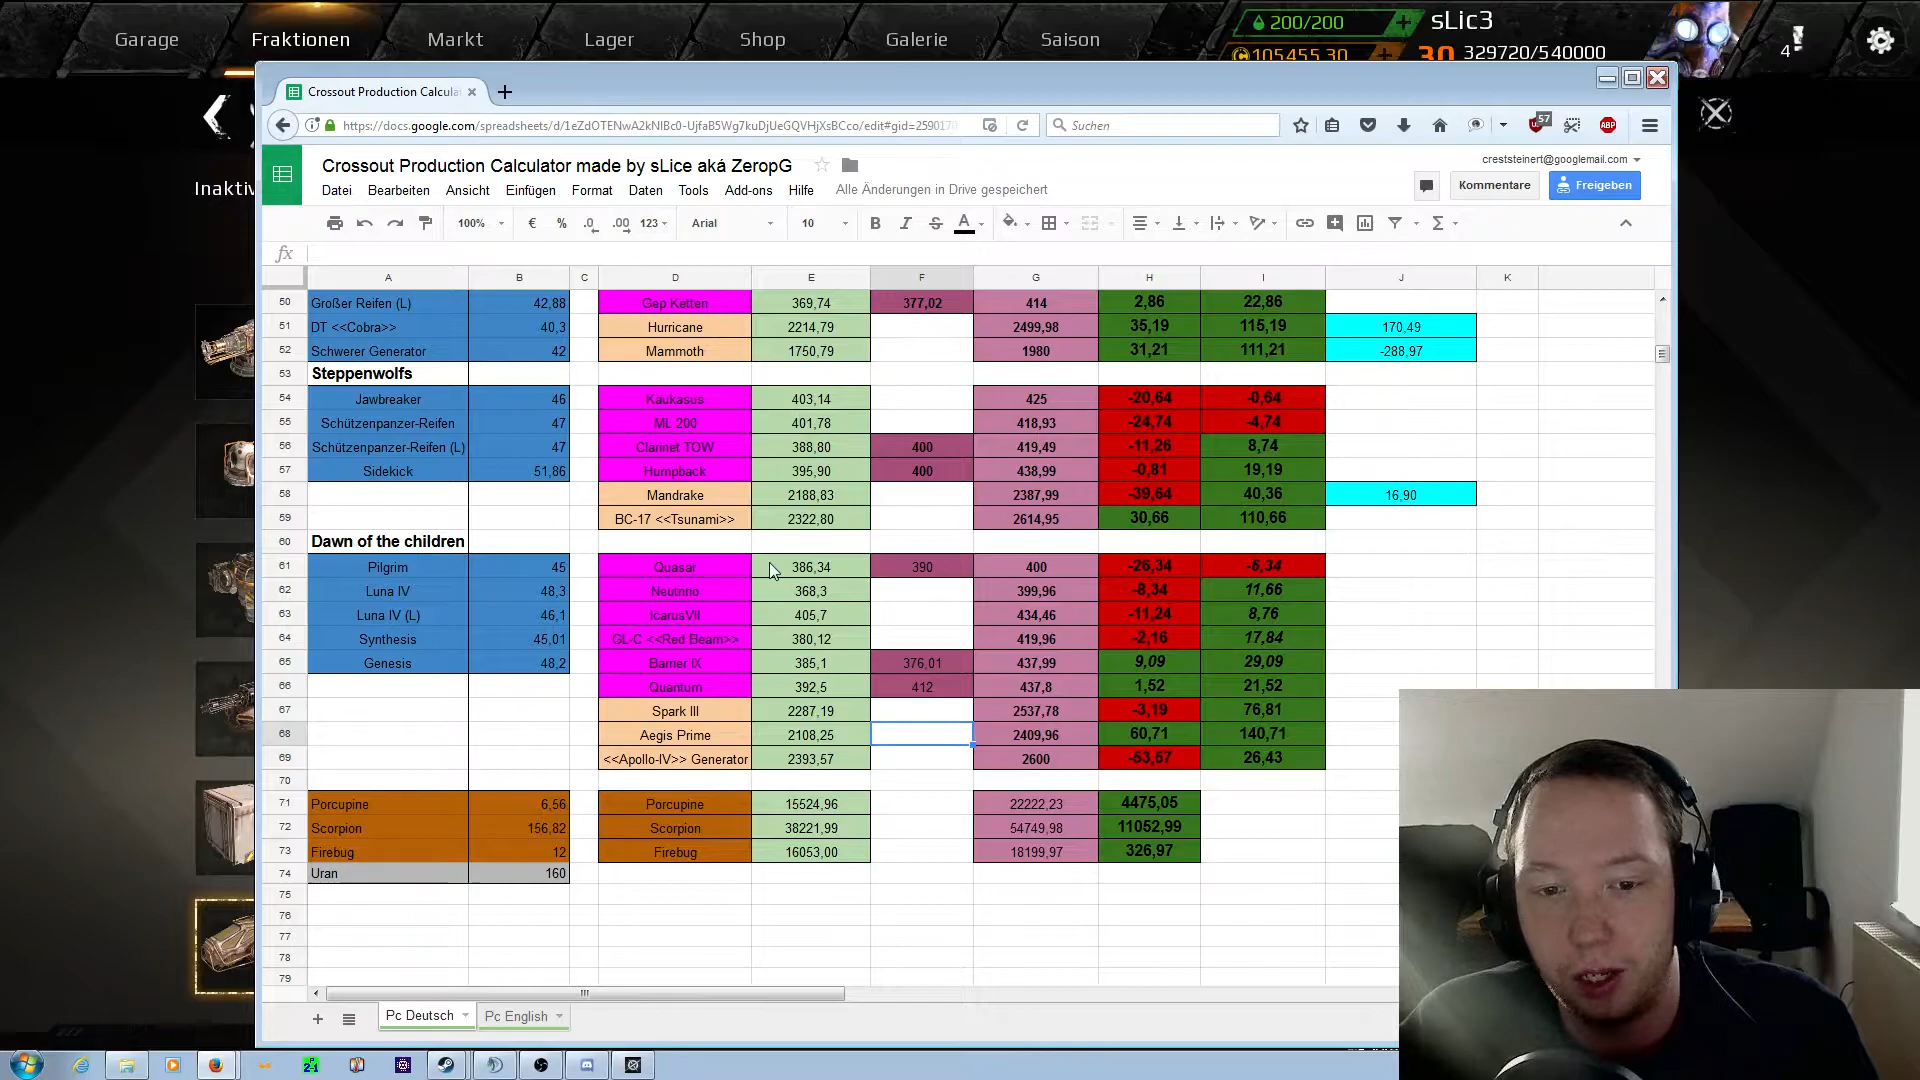 Garage Fraktionen Markt Lager Shop Galerie Saison 200/200 sLic3
105455.30 30 329720/540000 4
Crossout Production Calcula
https://docs.google.com/spreadsheets/d/ Suchen 57 ABP
Crossout Production Calculator made by sLice aká ZeropG creststeinert@googlemail.com
Inaktiv
Datei Bearbeiten Ansicht Einfügen Format Daten Tools Add-ons Hilfe Alle Änderungen in Drive gespeichert Kommentare Freigeben
100% € % .0 .00 123 Arial 10 B I S A Σ
fx
A B C D E F G H I J K
50 Großer Reifen (L) 42,88 Gep Ketten 369,74 377,02 414 2,86 22,86
51 DT <<Cobra>> 40,3 Hurricane 2214,79 2499,98 35,19 115,19 170,49
52 Schwerer Generator 42 Mammoth 1750,79 1980 31,21 111,21 -288,97
53 Steppenwolfs
54 Jawbreaker 46 Kaukasus 403,14 425 -20,64 -0,64
55 Schützenpanzer-Reifen 47 ML 200 401,78 418,93 -24,74 -4,74
56 Schützenpanzer-Reifen (L) 47 Clarinet TOW 388,80 400 419,49 -11,26 8,74
57 Sidekick 51,86 Humpback 395,90 400 438,99 -0,81 19,19
58 Mandrake 2188,83 2387,99 -39,64 40,36 16,90
59 BC-17 <<Tsunami>> 2322,80 2614,95 30,66 110,66
60 Dawn of the children
61 Pilgrim 45 Quasar 386,34 390 400 -26,34 -6,34
62 Luna IV 48,3 Neutrino 368,3 399,96 -8,34 11,66
63 Luna IV (L) 46,1 IcarusVII 405,7 434,46 -11,24 8,76
64 Synthesis 45,01 GL-C <<Red Beam>> 380,12 419,96 -2,16 17,84
65 Genesis 48,2 Barrier IX 385,1 376,01 437,99 9,09 29,09
66 Quantum 392,5 412 437,8 1,52 21,52
67 Spark III 2287,19 2537,78 -3,19 76,81
68 Aegis Prime 2108,25 2409,96 60,71 140,71
69 <<Apollo-IV>> Generator 2393,57 2600 -53,57 26,43
70
71 Porcupine 6,56 Porcupine 15524,96 22222,23 4475,05
72 Scorpion 156,82 Scorpion 38221,99 54749,98 11052,99
73 Firebug 12 Firebug 16053,00 18199,97 326,97
74 Uran 160
75
76
77
78
79
Pc Deutsch Pc English